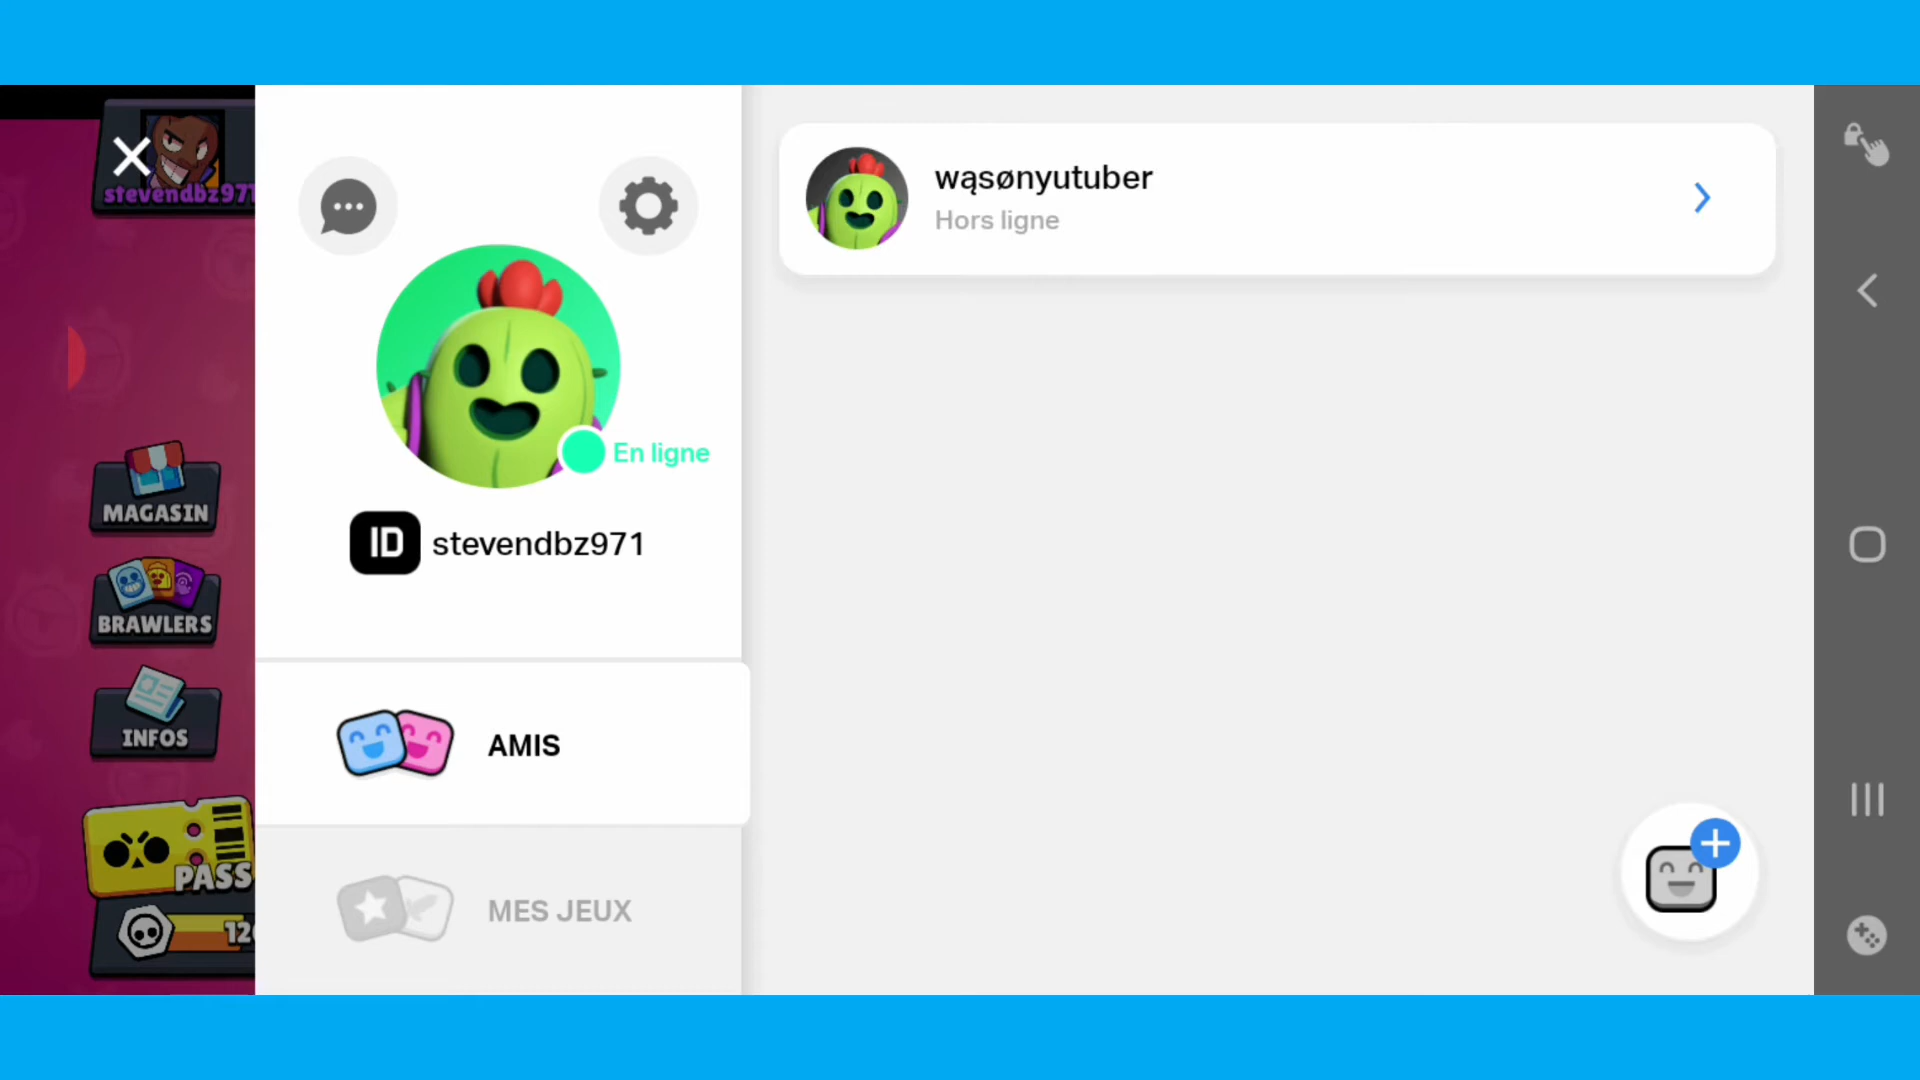 stevendbz971
MAGASIN
BRAWLERS
INFOS
PASS
En ligne
ID stevendbz971
AMIS
MES JEUX
wąsønyutuber
Hors ligne